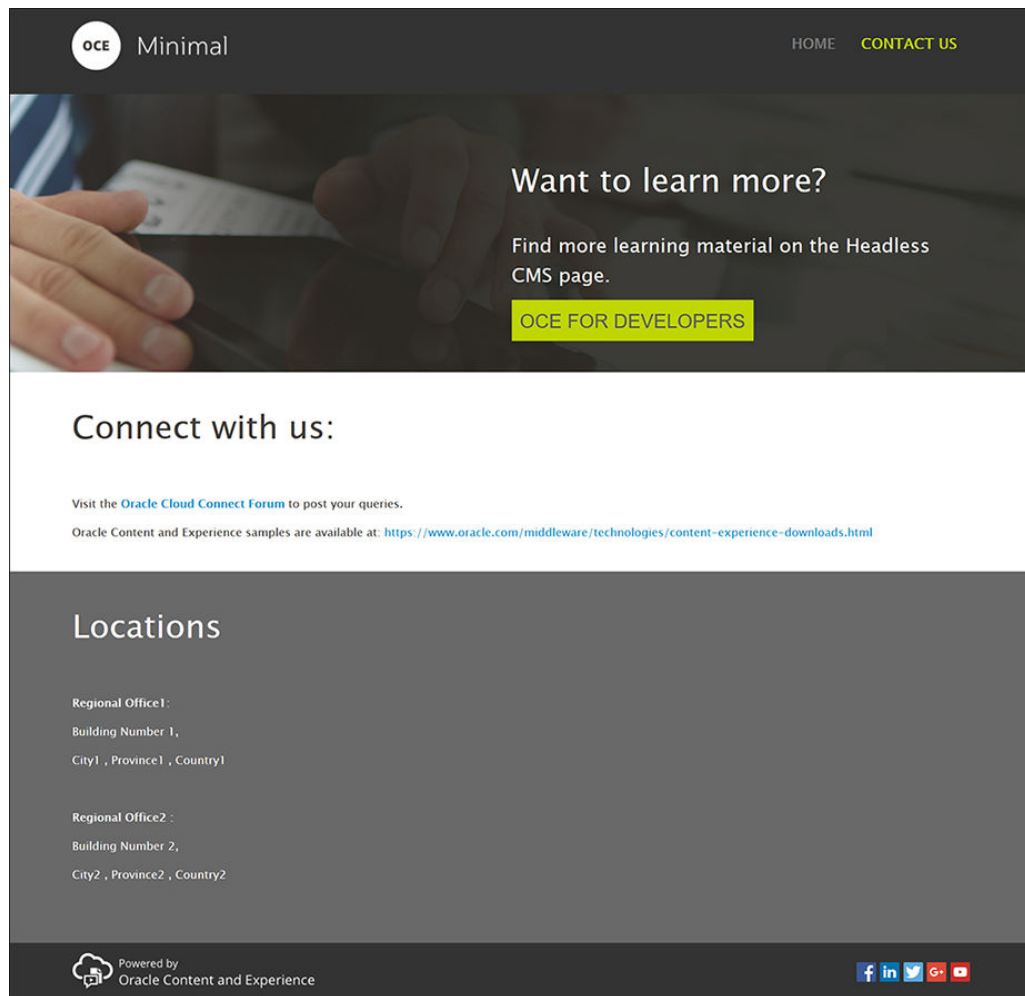 OCE
Minimal
HOME
CONTACT US
Want to learn more?
Find more learning material on the Headless
CMS page.
OCE FOR DEVELOPERS
Connect with us:
Visit the Oracle Cloud Connect Forum to post your queries.
Oracle Content and Experience samples are available at: https://www.oracle.com/middleware/technologies/content-experience-downloads.html
Locations
Regional Office1:
Building Number 1,
City1 , Province1 , Country1
Regional Office2 :
Building Number 2,
City2 , Province2 , Country2
Powered by
Oracle Content and Experience
f
in
G+